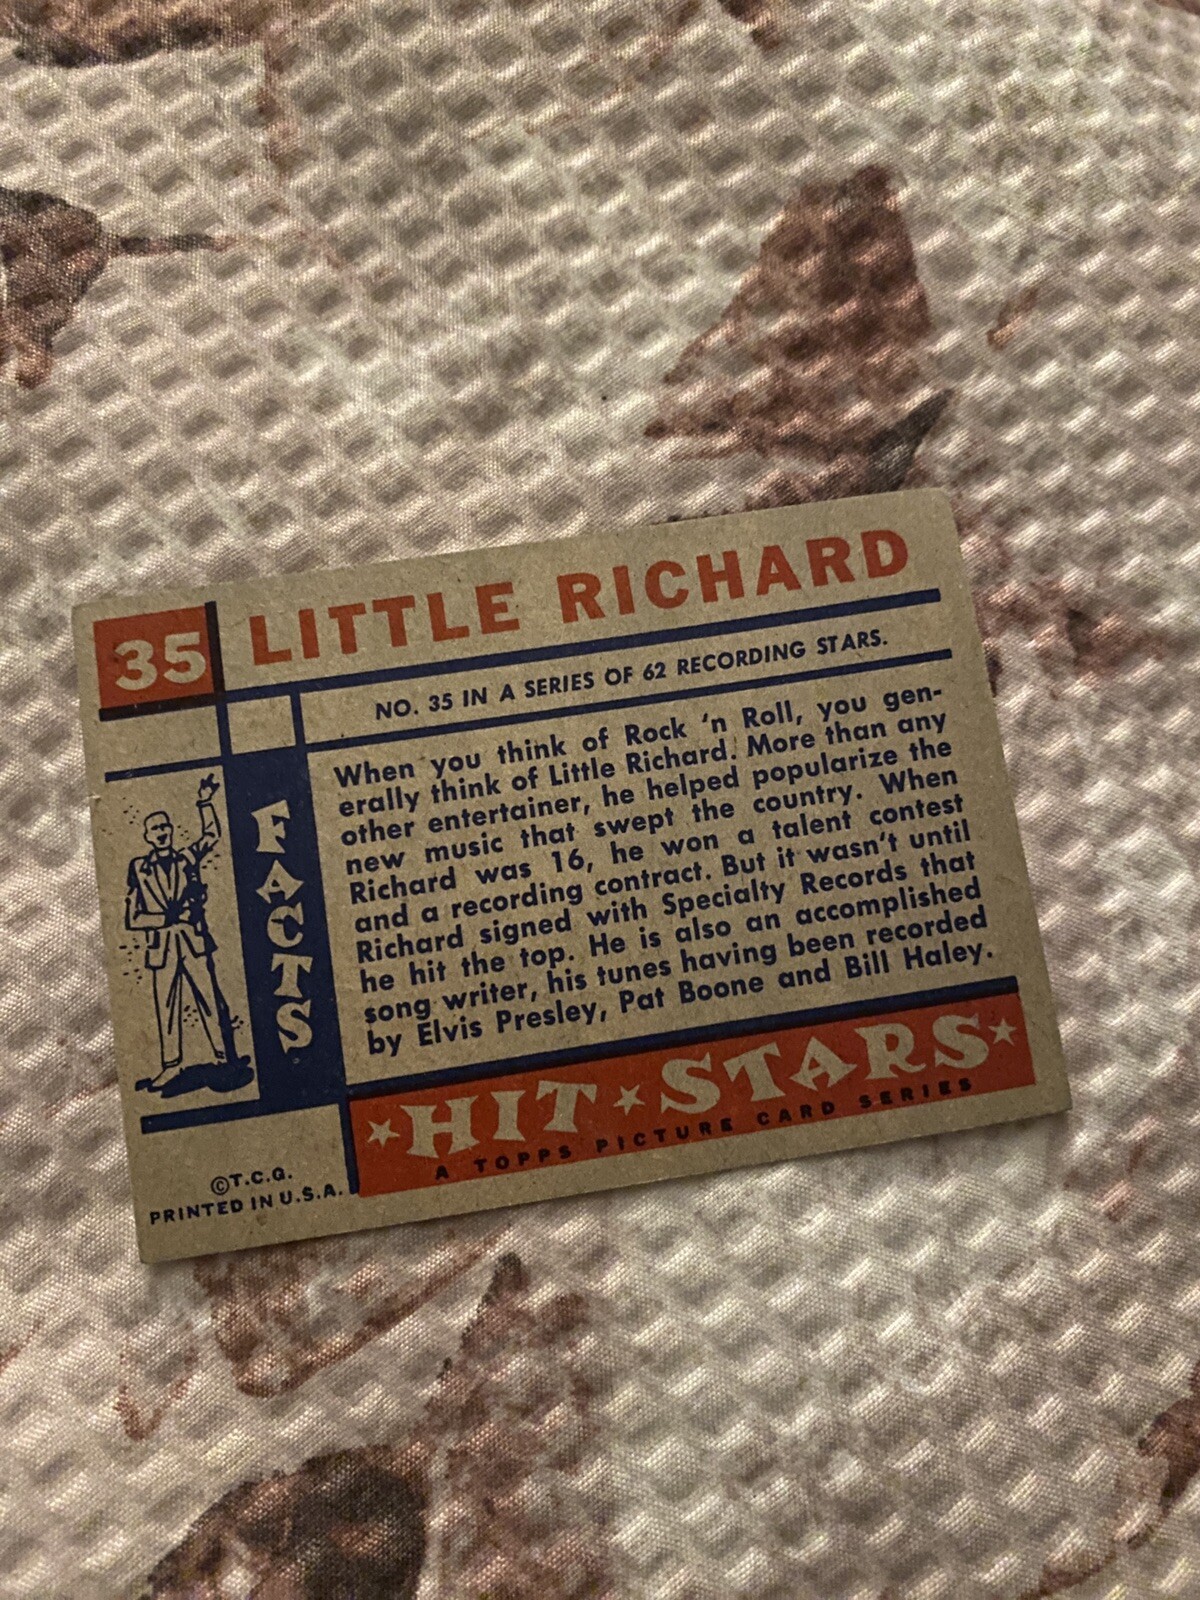 35
LITTLE RICHARD
NO. 35 IN A SERIES OF 62 RECORDING STARS.
FACTS
When you think of Rock 'n Roll, you gen-
erally think of Little Richard. More than any
other entertainer, he helped popularize the
new music that swept the country. When
Richard was 16, he won a talent contest
and a recording contract. But it wasn't until
Richard signed with Specialty Records that
he hit the top. He is also an accomplished
song writer, his tunes having been recorded
by Elvis Presley, Pat Boone and Bill Haley.
HIT STARS
A TOPPS PICTURE CARD SERIES
©T.C.G.
PRINTED IN U.S.A.